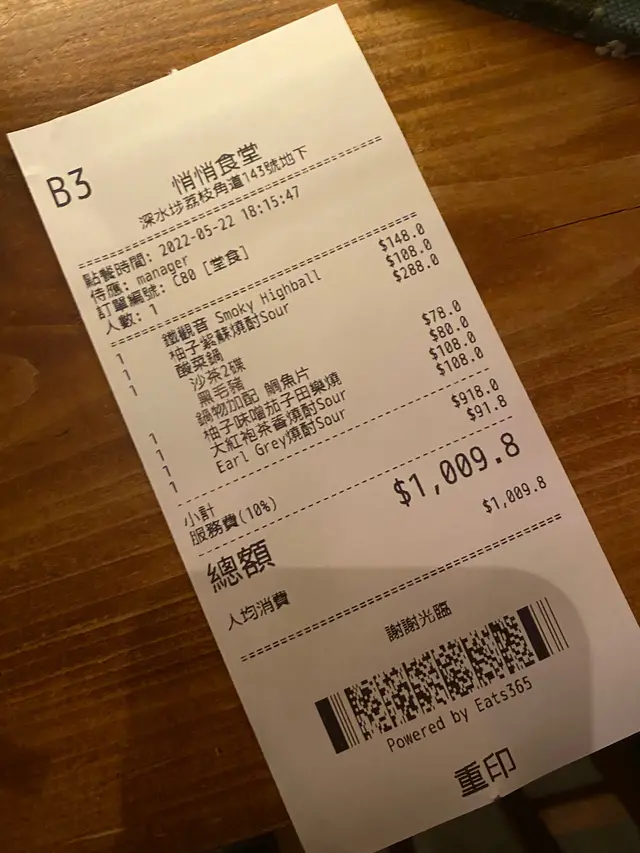 B3
悄悄食堂
深水埗荔枝角道143號地下
點餐時間: 2022-05-22 18:15:47
侍應: manager
訂單編號: C80 [堂食]
人數: 1
1 鐵觀音 Smoky Highball $148.0
1 柚子紫蘇燒酎Sour $108.0
1 酸菜鍋 $288.0
沙茶2碟
黑毛豬
1 鍋物加配 鯛魚片 $78.0
1 柚子味噌茄子田樂燒 $80.0
1 大紅袍茶醬燒酎Sour $108.0
1 Earl Grey燒酎Sour $108.0
小計 $918.0
服務費(10%) $91.8
總額 $1,009.8
人均消費 $1,009.8
謝謝光臨
Powered by Eats365
重印